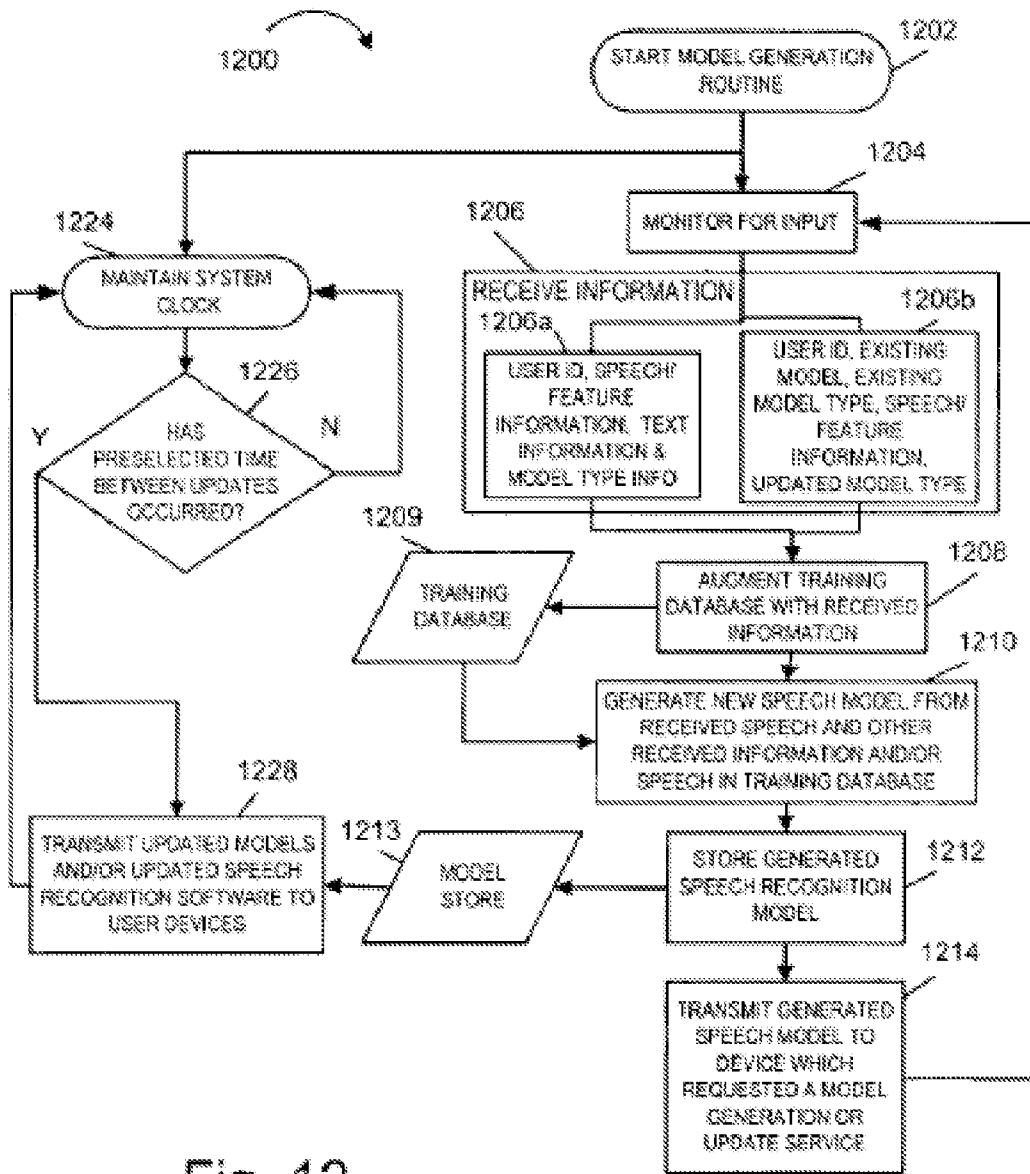 1200
1202
START MODEL GENERATION
ROUTINE
1204
MONITOR FOR INPUT
1224
MAINTAIN SYSTEM
CLOCK
1206
RECEIVE INFORMATION
1206a
USER ID, SPEECH/
FEATURE
INFORMATION, TEXT
INFORMATION &
MODEL TYPE INFO
1206b
USER ID, EXISTING
MODEL, EXISTING
MODEL TYPE, SPEECH/
FEATURE
INFORMATION,
UPDATED MODEL TYPE
1226
Y
N
HAS
PRESELECTED TIME
BETWEEN UPDATES
OCCURRED?
1209
TRAINING
DATABASE
1208
AUGMENT TRAINING
DATABASE WITH RECEIVED
INFORMATION
1210
GENERATE NEW SPEECH MODEL FROM
RECEIVED SPEECH AND OTHER
RECEIVED INFORMATION AND/OR
SPEECH IN TRAINING DATABASE
1228
TRANSMIT UPDATED MODELS
AND/OR UPDATED SPEECH
RECOGNITION SOFTWARE TO
USER DEVICES
1213
MODEL
STORE
1212
STORE GENERATED
SPEECH RECOGNITION
MODEL
1214
TRANSMIT GENERATED
SPEECH MODEL TO
DEVICE WHICH
REQUESTED A MODEL
GENERATION OR
UPDATE SERVICE